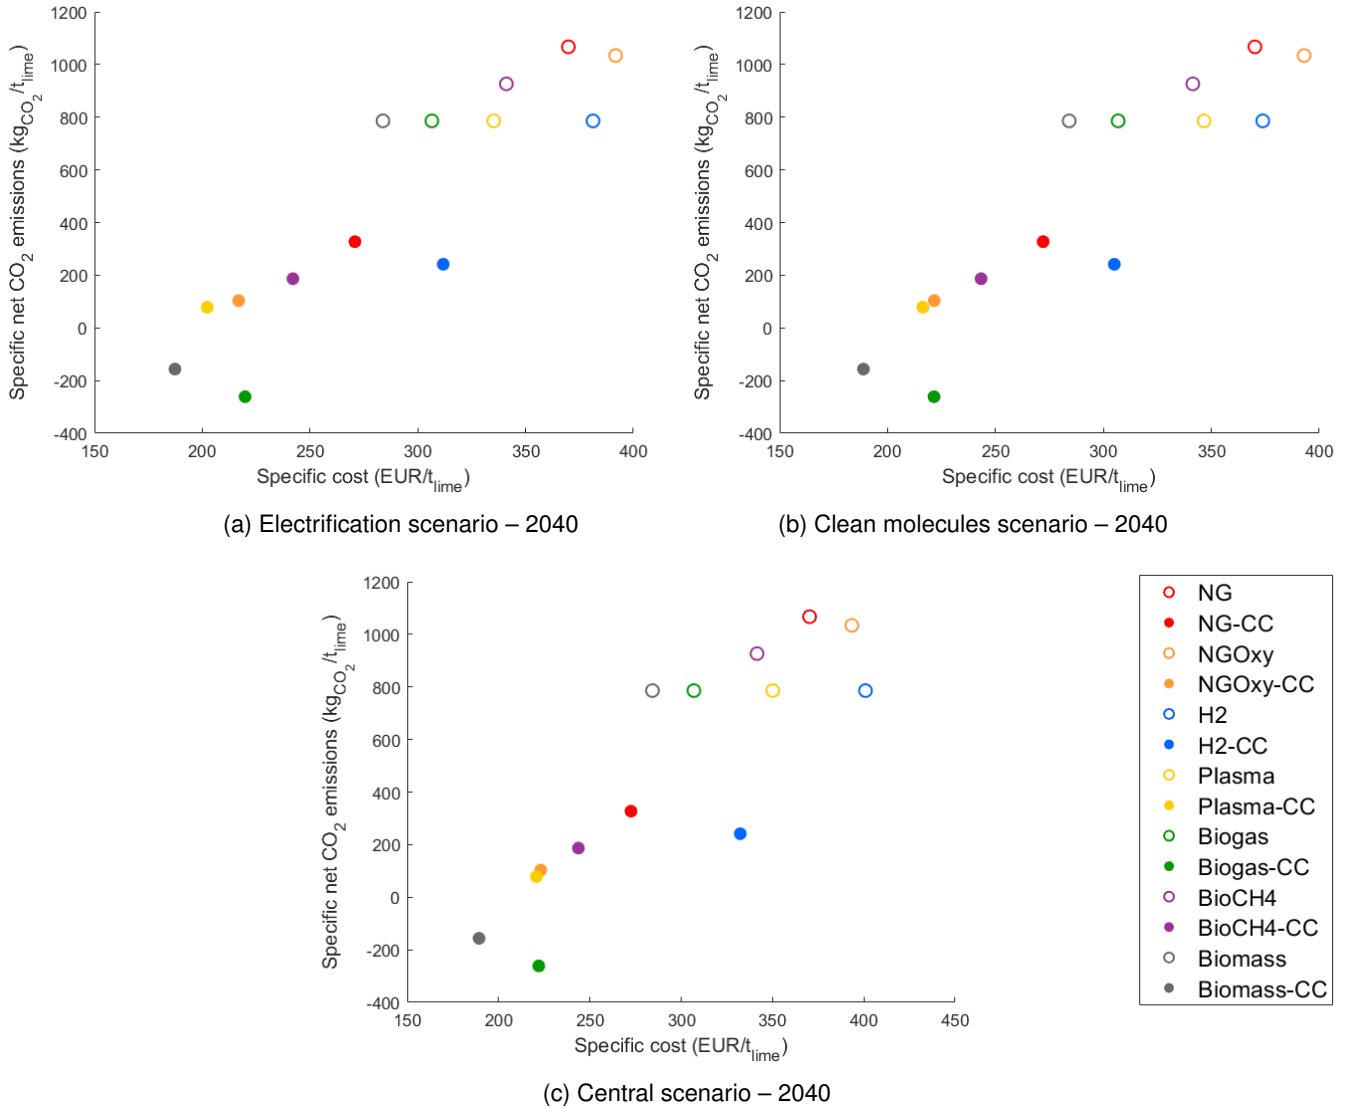 1200
1000
800
600
400
200
0
-200
-400
150
200
250
300
350
400
Specific net CO2 emissions (kgCO2/tlime)
Specific cost (EUR/tlime)
(a) Electrification scenario – 2040
1200
1000
800
600
400
200
0
-200
-400
150
200
250
300
350
400
Specific net CO2 emissions (kgCO2/tlime)
Specific cost (EUR/tlime)
(b) Clean molecules scenario – 2040
1200
1000
800
600
400
200
0
-200
-400
150
200
250
300
350
400
450
Specific net CO2 emissions (kgCO2/tlime)
Specific cost (EUR/tlime)
(c) Central scenario – 2040
NG
NG-CC
NGOxy
NGOxy-CC
H2
H2-CC
Plasma
Plasma-CC
Biogas
Biogas-CC
BioCH4
BioCH4-CC
Biomass
Biomass-CC